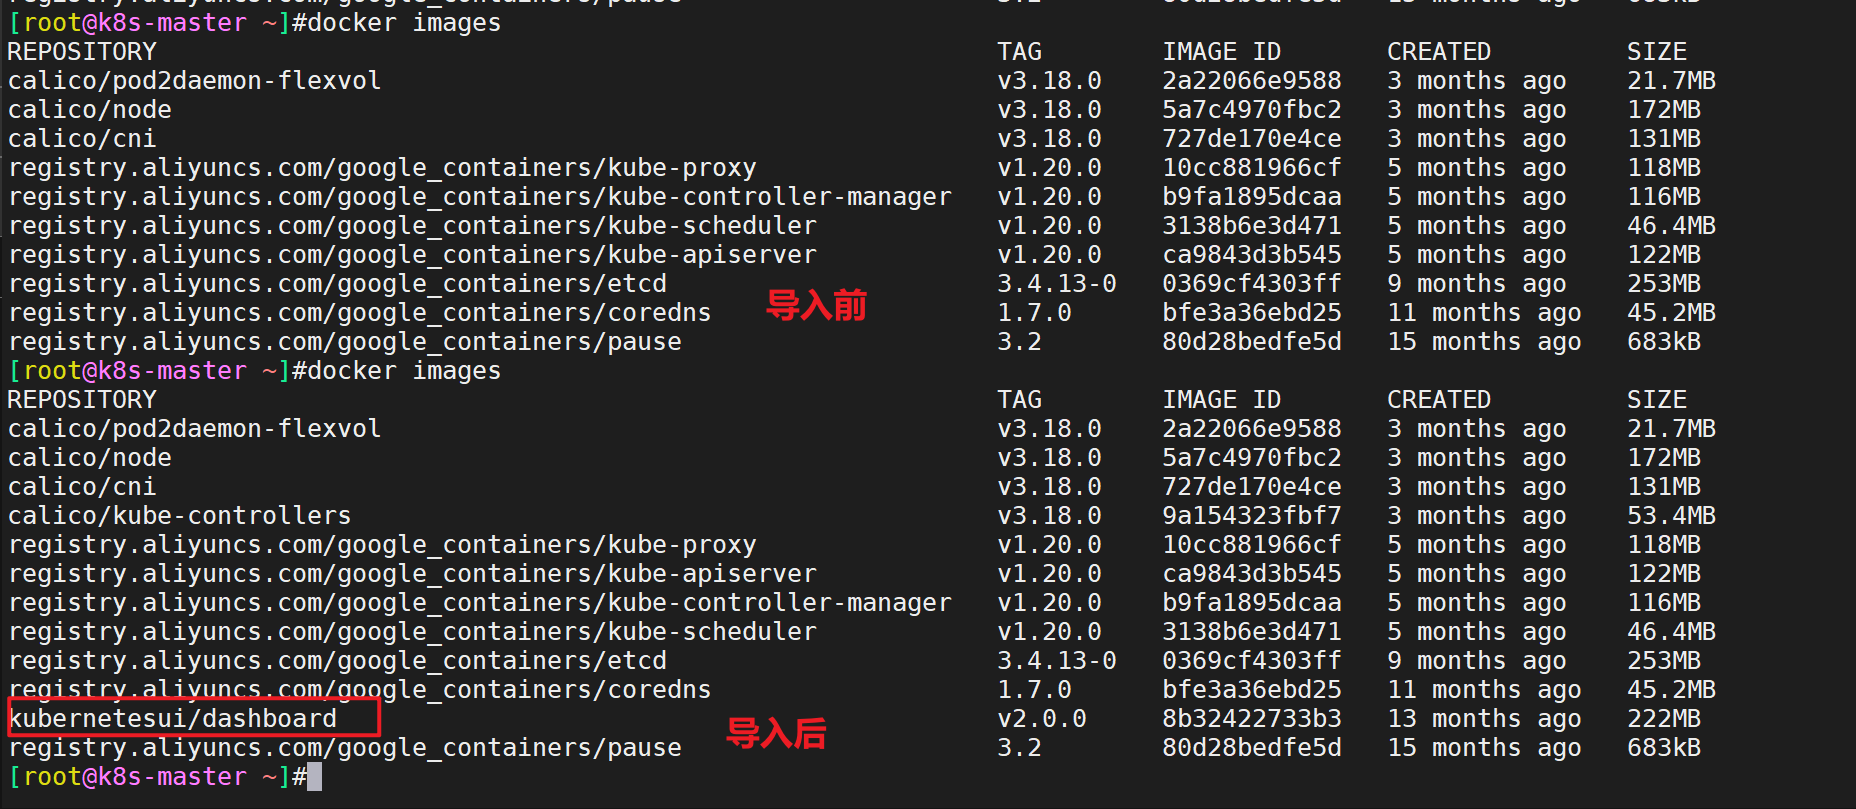 registry.aliyuncs.com/google_containers/pause 3.2 80d28bedfe5d 15 months ago 683kB
[root@k8s-master ~]#docker images
REPOSITORY TAG IMAGE ID CREATED SIZE
calico/pod2daemon-flexvol v3.18.0 2a22066e9588 3 months ago 21.7MB
calico/node v3.18.0 5a7c4970fbc2 3 months ago 172MB
calico/cni v3.18.0 727de170e4ce 3 months ago 131MB
registry.aliyuncs.com/google_containers/kube-proxy v1.20.0 10cc881966cf 5 months ago 118MB
registry.aliyuncs.com/google_containers/kube-controller-manager v1.20.0 b9fa1895dcaa 5 months ago 116MB
registry.aliyuncs.com/google_containers/kube-scheduler v1.20.0 3138b6e3d471 5 months ago 46.4MB
registry.aliyuncs.com/google_containers/kube-apiserver v1.20.0 ca9843d3b545 5 months ago 122MB
registry.aliyuncs.com/google_containers/etcd 3.4.13-0 0369cf4303ff 9 months ago 253MB
registry.aliyuncs.com/google_containers/coredns 1.7.0 bfe3a36ebd25 11 months ago 45.2MB
导入前
registry.aliyuncs.com/google_containers/pause 3.2 80d28bedfe5d 15 months ago 683kB
[root@k8s-master ~]#docker images
REPOSITORY TAG IMAGE ID CREATED SIZE
calico/pod2daemon-flexvol v3.18.0 2a22066e9588 3 months ago 21.7MB
calico/node v3.18.0 5a7c4970fbc2 3 months ago 172MB
calico/cni v3.18.0 727de170e4ce 3 months ago 131MB
calico/kube-controllers v3.18.0 9a154323fbf7 3 months ago 53.4MB
registry.aliyuncs.com/google_containers/kube-proxy v1.20.0 10cc881966cf 5 months ago 118MB
registry.aliyuncs.com/google_containers/kube-apiserver v1.20.0 ca9843d3b545 5 months ago 122MB
registry.aliyuncs.com/google_containers/kube-controller-manager v1.20.0 b9fa1895dcaa 5 months ago 116MB
registry.aliyuncs.com/google_containers/kube-scheduler v1.20.0 3138b6e3d471 5 months ago 46.4MB
registry.aliyuncs.com/google_containers/etcd 3.4.13-0 0369cf4303ff 9 months ago 253MB
registry.aliyuncs.com/google_containers/coredns 1.7.0 bfe3a36ebd25 11 months ago 45.2MB
kubernetesui/dashboard v2.0.0 8b32422733b3 13 months ago 222MB
导入后
registry.aliyuncs.com/google_containers/pause 3.2 80d28bedfe5d 15 months ago 683kB
[root@k8s-master ~]#